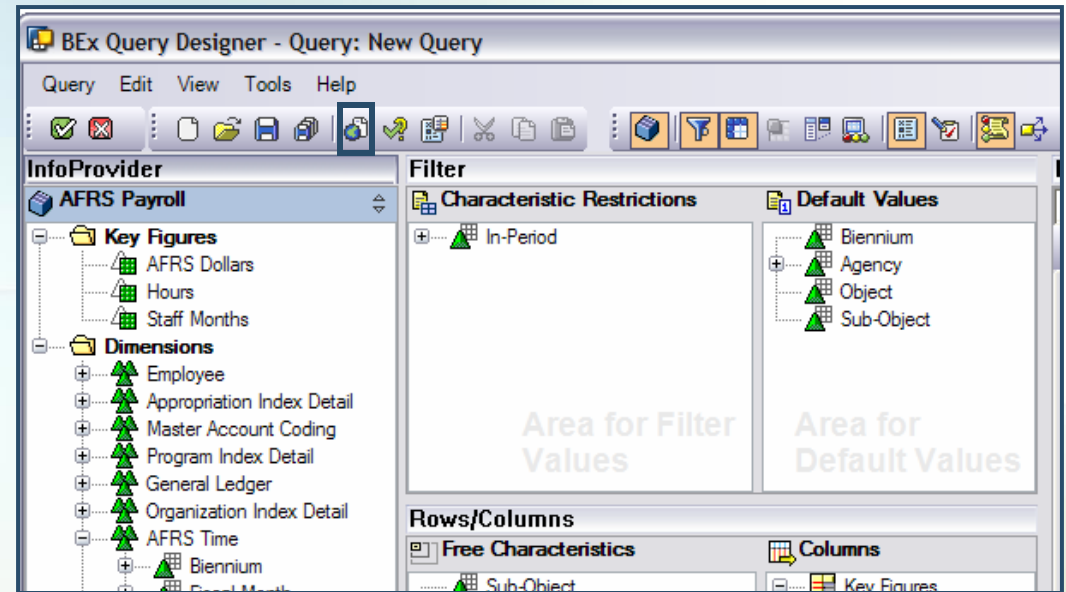 BEx Query Designer - Query: New Query
Query Edit View Tools Help
InfoProvider
AFRS Payroll
Key Figures
AFRS Dollars
Hours
Staff Months
Dimensions
Employee
Appropriation Index Detail
Master Account Coding
Program Index Detail
General Ledger
Organization Index Detail
AFRS Time
Biennium
Fiscal Month
Filter
Characteristic Restrictions
In-Period
Area for Filter
Values
Default Values
Biennium
Agency
Object
Sub-Object
Area for
Default Values
Rows/Columns
Free Characteristics
Sub-Object
Columns
Key Figures